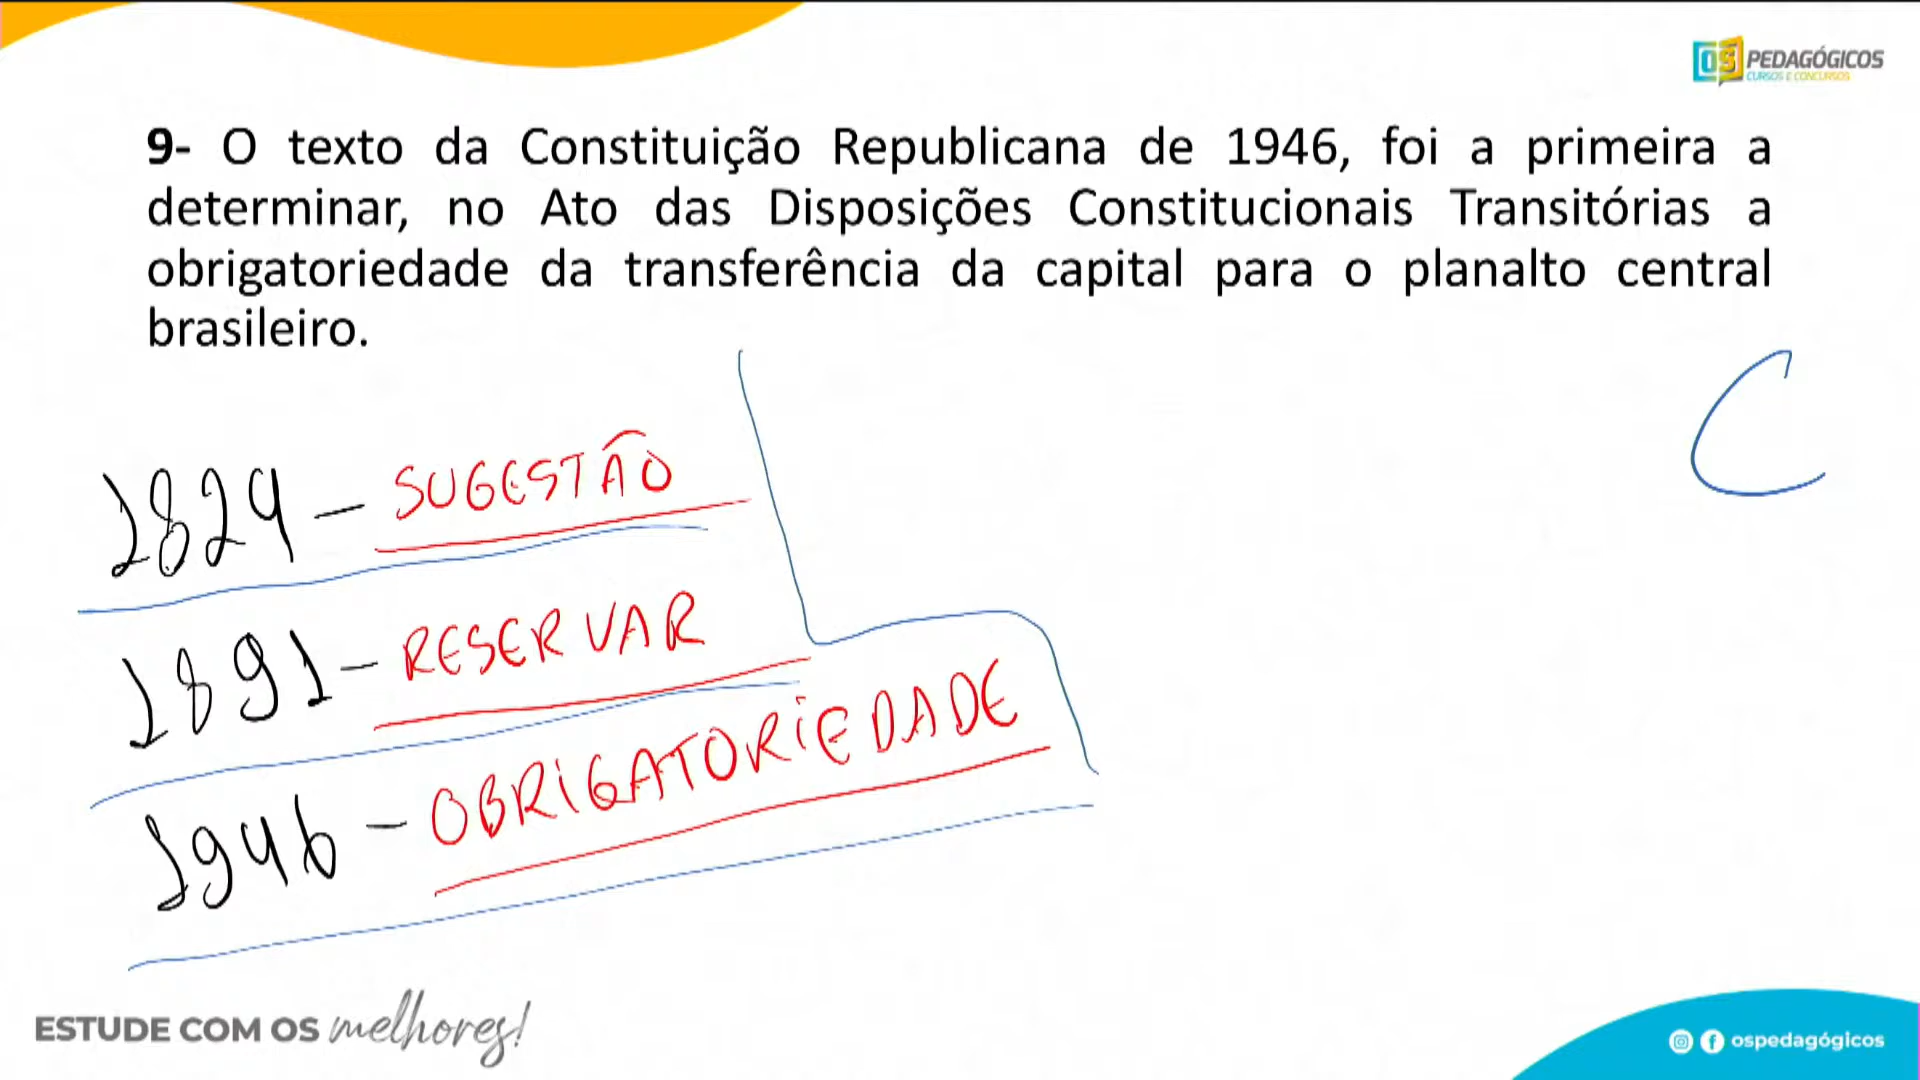 OS PEDAGÓGICOS
CURSOS E CONCURSOS
9- O texto da Constituição Republicana de 1946, foi a primeira a
determinar, no Ato das Disposições Constitucionais Transitórias a
obrigatoriedade da transferência da capital para o planalto central
brasileiro.
C
1824 - SUGESTÃO
1891 - RESERVAR
1946 - OBRIGATORIEDADE
ESTUDE COM OS melhores!
ospedagógicos